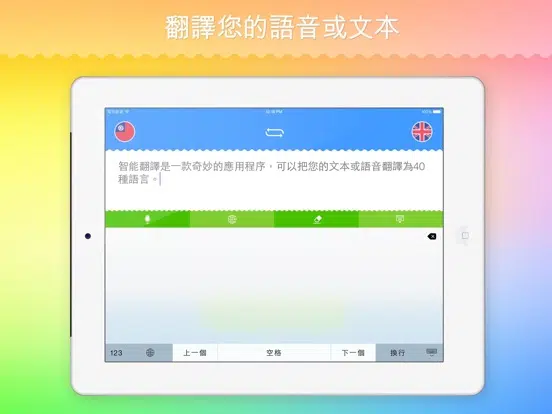 翻譯您的語音或文本
智能翻譯是一款奇妙的應用程序，可以把您的文本或語音翻譯為40
種語言。
123 上一個 空格 下一個 換行